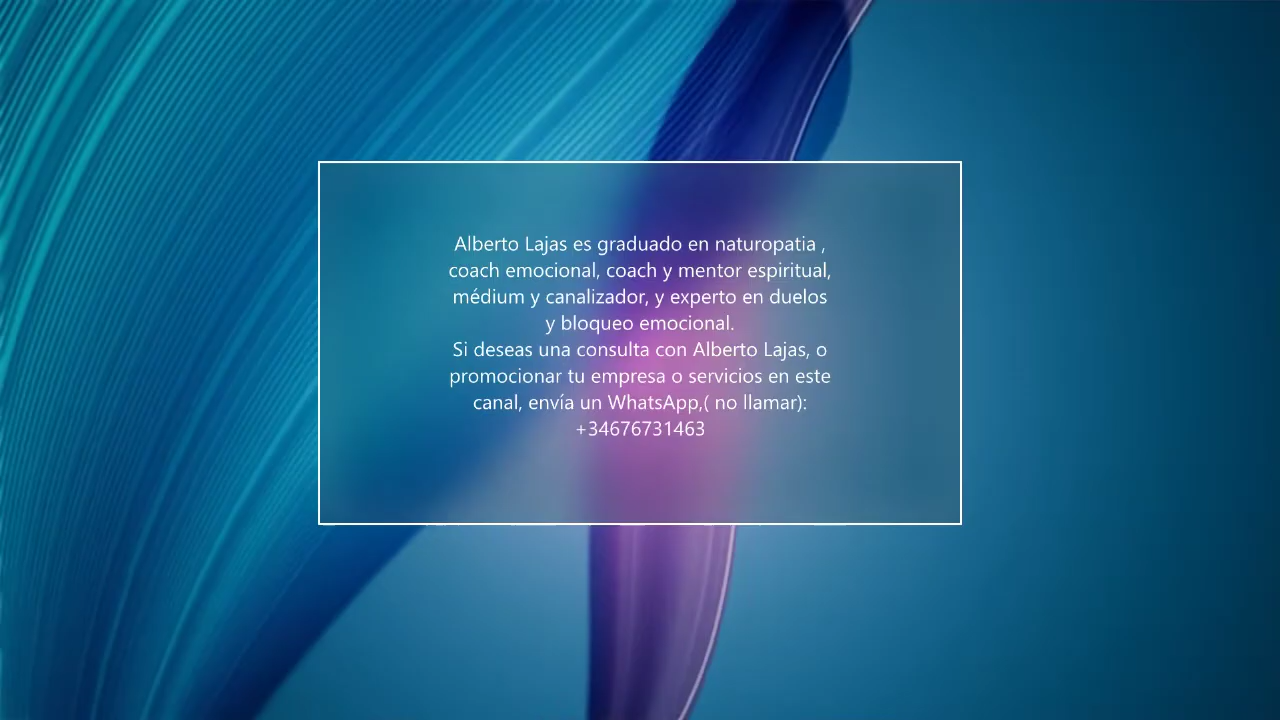 Alberto Lajas es graduado en naturopatia ,
coach emocional, coach y mentor espiritual,
médium y canalizador, y experto en duelos
y bloqueo emocional.
Si deseas una consulta con Alberto Lajas, o
promocionar tu empresa o servicios en este
canal, envía un WhatsApp,( no llamar):
+34676731463